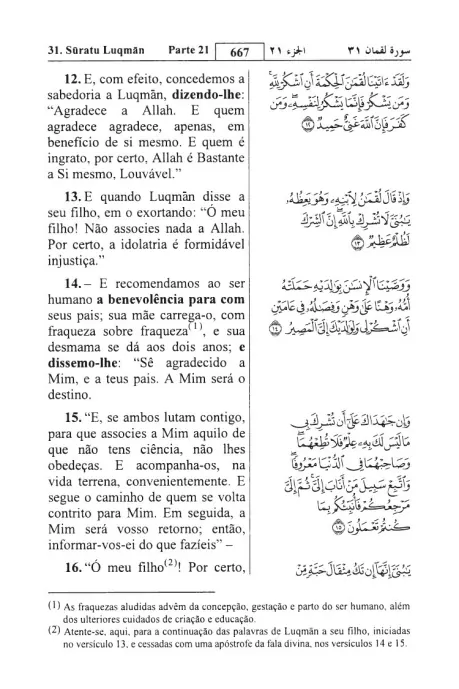 31. Sūratu Luqmān Parte 21 667 الجزء ٢١ سورة لقمان ٣١
12. E, com efeito, concedemos a
sabedoria a Luqmān, dizendo-lhe:
“Agradece a Allah. E quem
agradece agradece, apenas, em
benefício de si mesmo. E quem é
ingrato, por certo, Allah é Bastante
a Si mesmo, Louvável.”
13. E quando Luqmān disse a
seu filho, em o exortando: “Ó meu
filho! Não associes nada a Allah.
Por certo, a idolatria é formidável
injustiça.”
14. – E recomendamos ao ser
humano a benevolência para com
seus pais; sua mãe carrega-o, com
fraqueza sobre fraqueza(1), e sua
desmama se dá aos dois anos; e
dissemo-lhe: “Sê agradecido a
Mim, e a teus pais. A Mim será o
destino.
15. “E, se ambos lutam contigo,
para que associes a Mim aquilo de
que não tens ciência, não lhes
obedeças. E acompanha-os, na
vida terrena, convenientemente. E
segue o caminho de quem se volta
contrito para Mim. Em seguida, a
Mim será vosso retorno; então,
informar-vos-ei do que fazíeis” –
16. “Ó meu filho(2)! Por certo,
وَلَقَدْ ءَاتَيْنَا لُقْمَٰنَ ٱلْحِكْمَةَ أَنِ ٱشْكُرْ لِلَّهِ
وَمَن يَشْكُرْ فَإِنَّمَا يَشْكُرُ لِنَفْسِهِۦ وَمَن
كَفَرَ فَإِنَّ ٱللَّهَ غَنِىٌّ حَمِيدٌ ١٢
وَإِذْ قَالَ لُقْمَٰنُ لِٱبْنِهِۦ وَهُوَ يَعِظُهُۥ
يَٰبُنَىَّ لَا تُشْرِكْ بِٱللَّهِ إِنَّ ٱلشِّرْكَ
لَظُلْمٌ عَظِيمٌ ١٣
وَوَصَّيْنَا ٱلْإِنسَٰنَ بِوَٰلِدَيْهِ حَمَلَتْهُ
أُمُّهُۥ وَهْنًا عَلَىٰ وَهْنٍ وَفِصَٰلُهُۥ فِى عَامَيْنِ
أَنِ ٱشْكُرْ لِى وَلِوَٰلِدَيْكَ إِلَىَّ ٱلْمَصِيرُ ١٤
وَإِن جَٰهَدَاكَ عَلَىٰٓ أَن تُشْرِكَ بِى
مَا لَيْسَ لَكَ بِهِۦ عِلْمٌ فَلَا تُطِعْهُمَا
وَصَاحِبْهُمَا فِى ٱلدُّنْيَا مَعْرُوفًا
وَٱتَّبِعْ سَبِيلَ مَنْ أَنَابَ إِلَىَّ ثُمَّ إِلَىَّ
مَرْجِعُكُمْ فَأُنَبِّئُكُم بِمَا
كُنتُمْ تَعْمَلُونَ ١٥
يَٰبُنَىَّ إِنَّهَآ إِن تَكُ مِثْقَالَ حَبَّةٍ مِّنْ
(1) As fraquezas aludidas advêm da concepção, gestação e parto do ser humano, além
dos ulteriores cuidados de criação e educação.
(2) Atente-se, aqui, para a continuação das palavras de Luqmān a seu filho, iniciadas
no versículo 13, e cessadas com uma apóstrofe da fala divina, nos versículos 14 e 15.